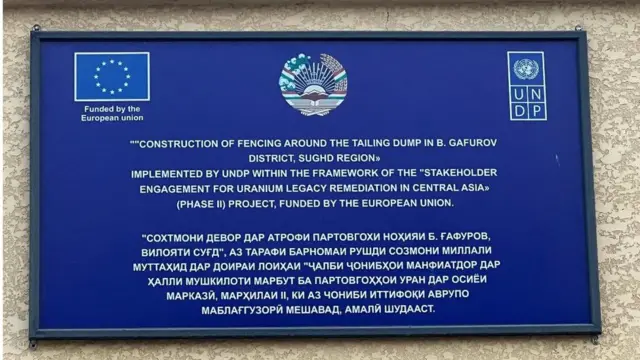 Funded by the
European union
UN
DP
""CONSTRUCTION OF FENCING AROUND THE TAILING DUMP IN B. GAFUROV
DISTRICT, SUGHD REGION»
IMPLEMENTED BY UNDP WITHIN THE FRAMEWORK OF THE "STAKEHOLDER
ENGAGEMENT FOR URANIUM LEGACY REMEDIATION IN CENTRAL ASIA»
(PHASE II) PROJECT, FUNDED BY THE EUROPEAN UNION.
"СОХТМОНИ ДЕВОР ДАР АТРОФИ ПАРТОВГОХИ НОҲИЯИ Б. ҒАФУРОВ,
ВИЛОЯТИ СУҒД", АЗ ТАРАФИ БАРНОМАИ РУШДИ СОЗМОНИ МИЛЛАЛИ
МУТТАҲИД ДАР ДОИРАИ ЛОИҲАИ "ҶАЛБИ ҶОНИБҲОИ МАНФИАТДОР ДАР
ҲАЛЛИ МУШКИЛОТИ МАРБУТ БА ПАРТОВГОҲҲОИ УРАН ДАР ОСИЁИ
МАРКАЗӢ, МАРҲИЛАИ II, КИ АЗ ҶОНИБИ ИТТИФОҚИ АВРУПО
МАБЛАҒГУЗОРӢ МЕШАВАД, АМАЛӢ ШУДААСТ.